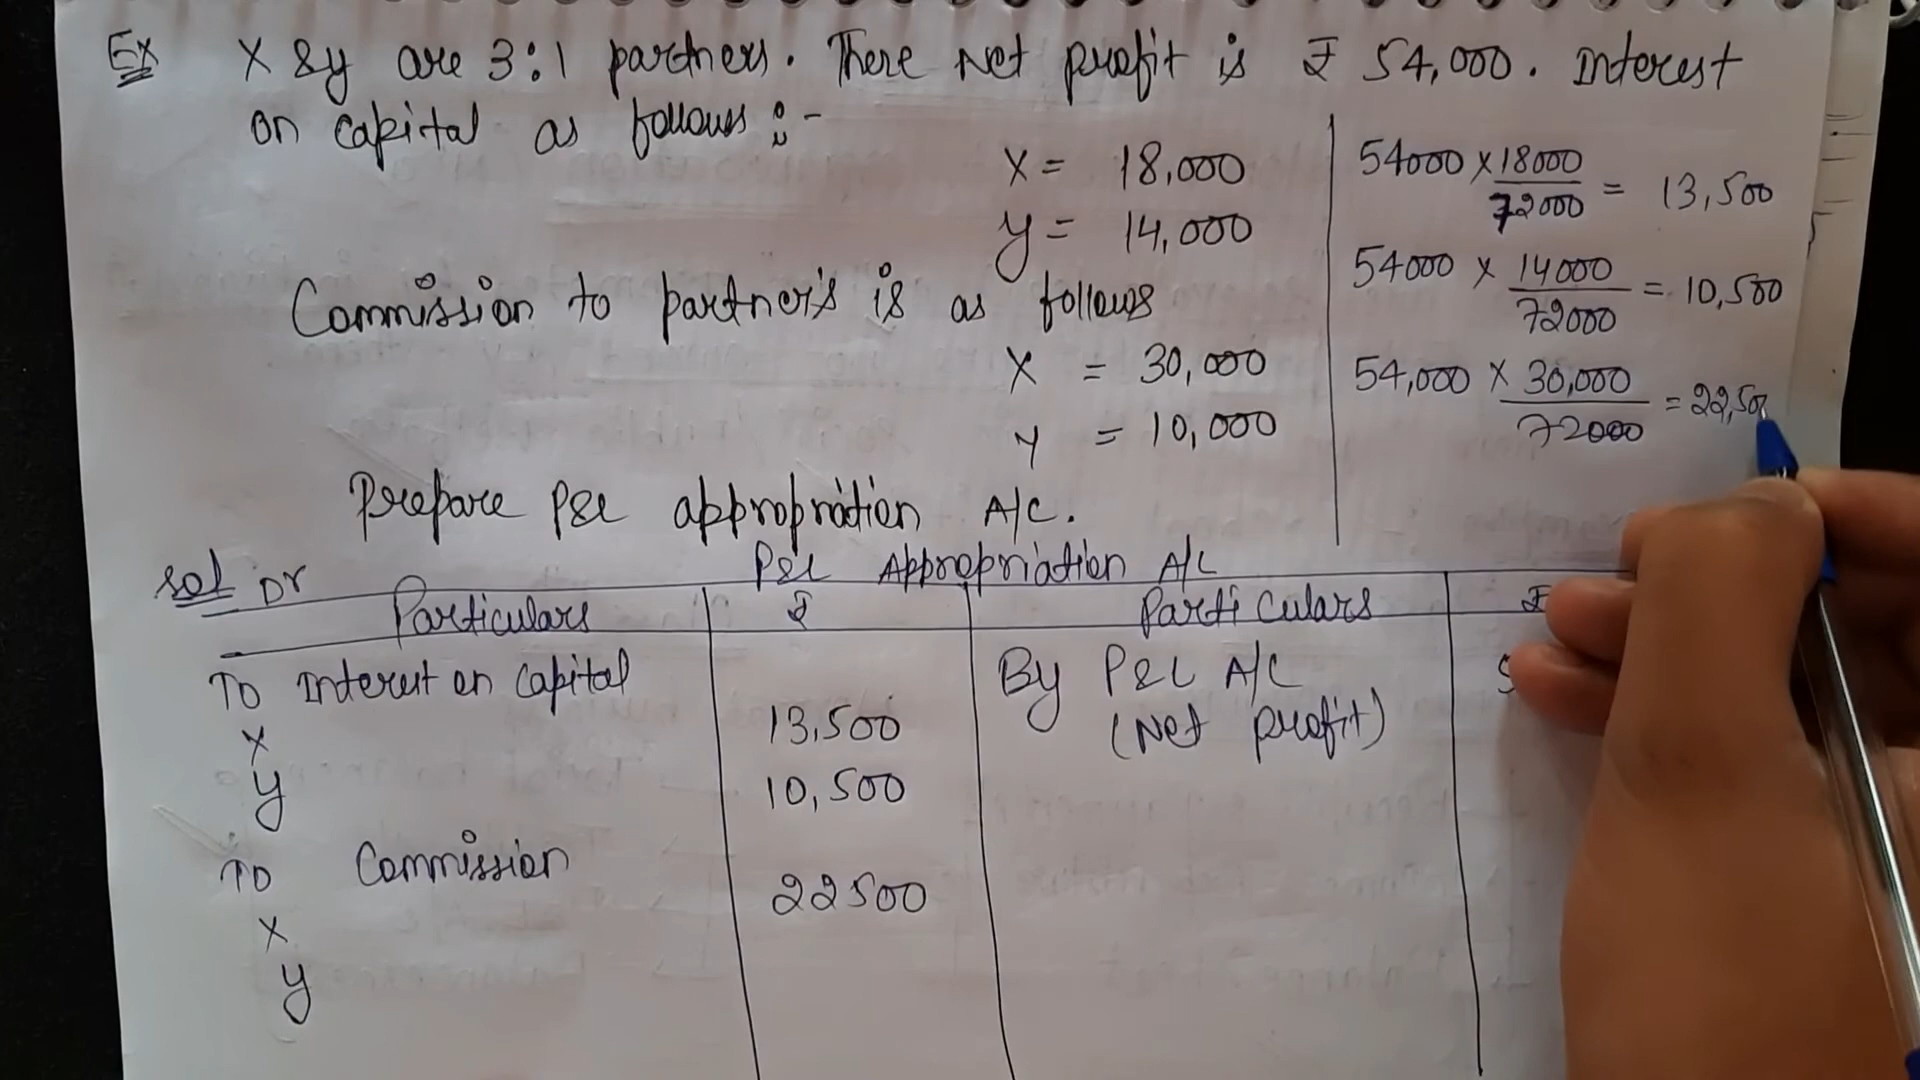 Ex X & y are 3:1 partners. There Net profit is ₹ 54,000. Interest
on capital as follows :-
X = 18,000
y = 14,000
Commission to partner's is as follows
X = 30,000
Y = 10,000
Prepare P&L appropriation A/C.
54000 × 18000/72000 = 13,500
54000 × 14000/72000 = 10,500
54,000 × 30,000/72000 = 22,50
sol Dr P&L Appropriation A/C
Particulars ₹ Particulars ₹
To Interest on Capital By P&L A/C 5
X 13,500 (Net profit)
y 10,500
To Commission
22500
X
y